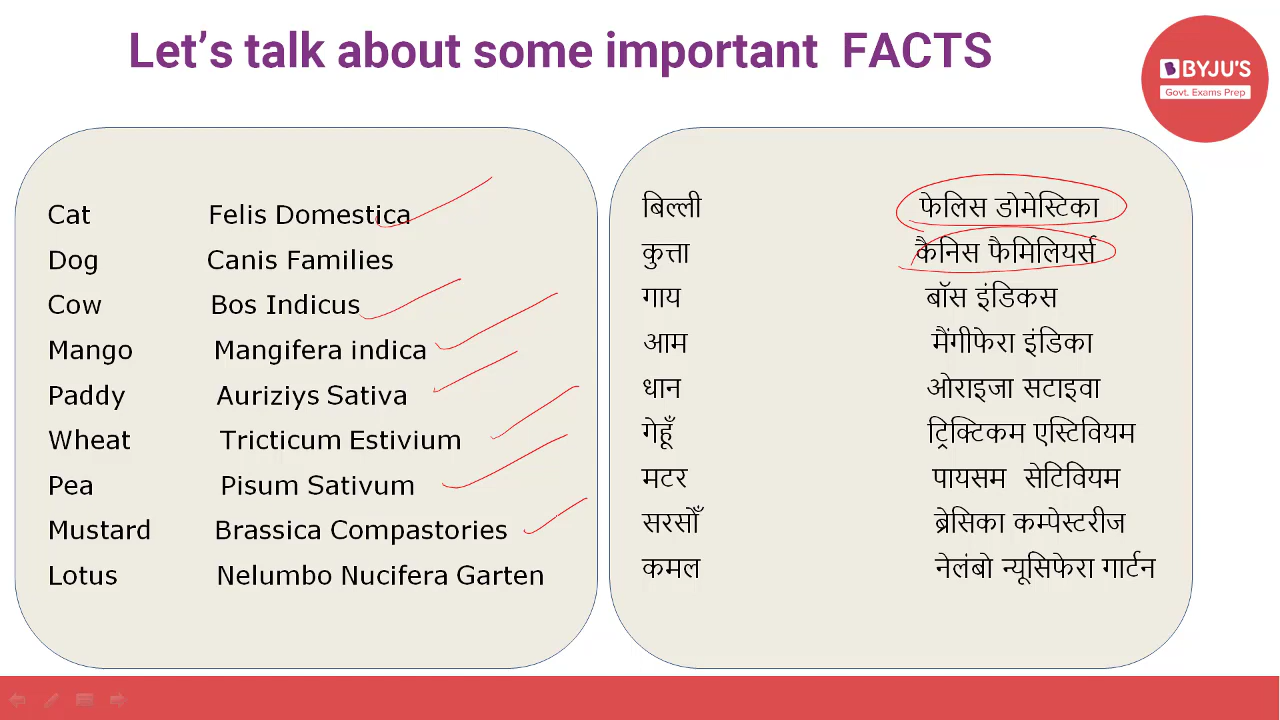 Let's talk about some important FACTS
BYJU'S
Govt. Exams Prep
Cat Felis Domestica
Dog Canis Families
Cow Bos Indicus
Mango Mangifera indica
Paddy Auriziys Sativa
Wheat Tricticum Estivium
Pea Pisum Sativum
Mustard Brassica Compastories
Lotus Nelumbo Nucifera Garten
बिल्ली फेलिस डोमेस्टिका
कुत्ता कैनिस फैमिलियर्स
गाय बॉस इंडिकस
आम मैंगीफेरा इंडिका
धान ओराइजा सटाइवा
गेहूँ ट्रिक्टिकम एस्टिवियम
मटर पायसम सेटिवियम
सरसोँ ब्रेसिका कम्पेस्टरीज
कमल नेलंबो न्यूसिफेरा गार्टन